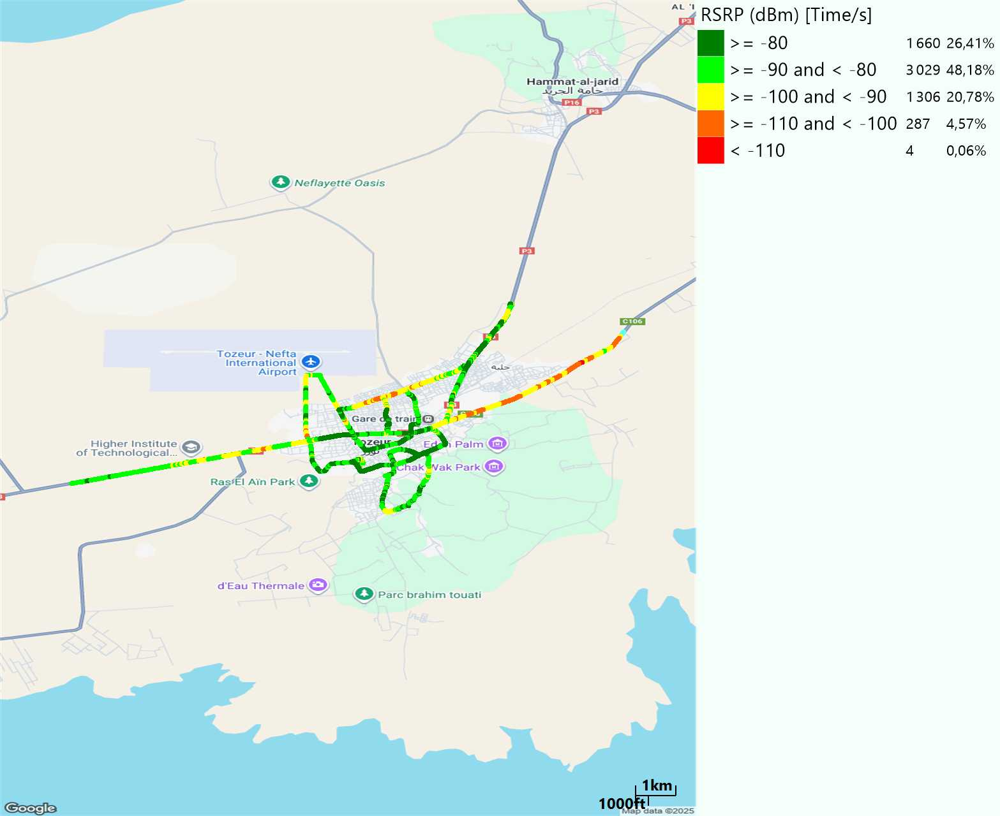 AL 'I
P3
RSRP (dBm) [Time/s]
>= -80 1 660 26,41%
>= -90 and < -80 3 029 48,18%
>= -100 and < -90 1 306 20,78%
>= -110 and < -100 287 4,57%
< -110 4 0,06%
Hammat-al-jarid
حامة الجريد
P16
P3
Neflayette Oasis
P3
C106
Tozeur - Nefta
International
Airport
حلبة
Gare de train
Higher Institute
of Technological...
Tozeur
توزر
Eden Palm
Chak Wak Park
Ras El Aïn Park
3
d'Eau Thermale
Parc brahim touati
1km
1000ft
Google
Map data ©2025